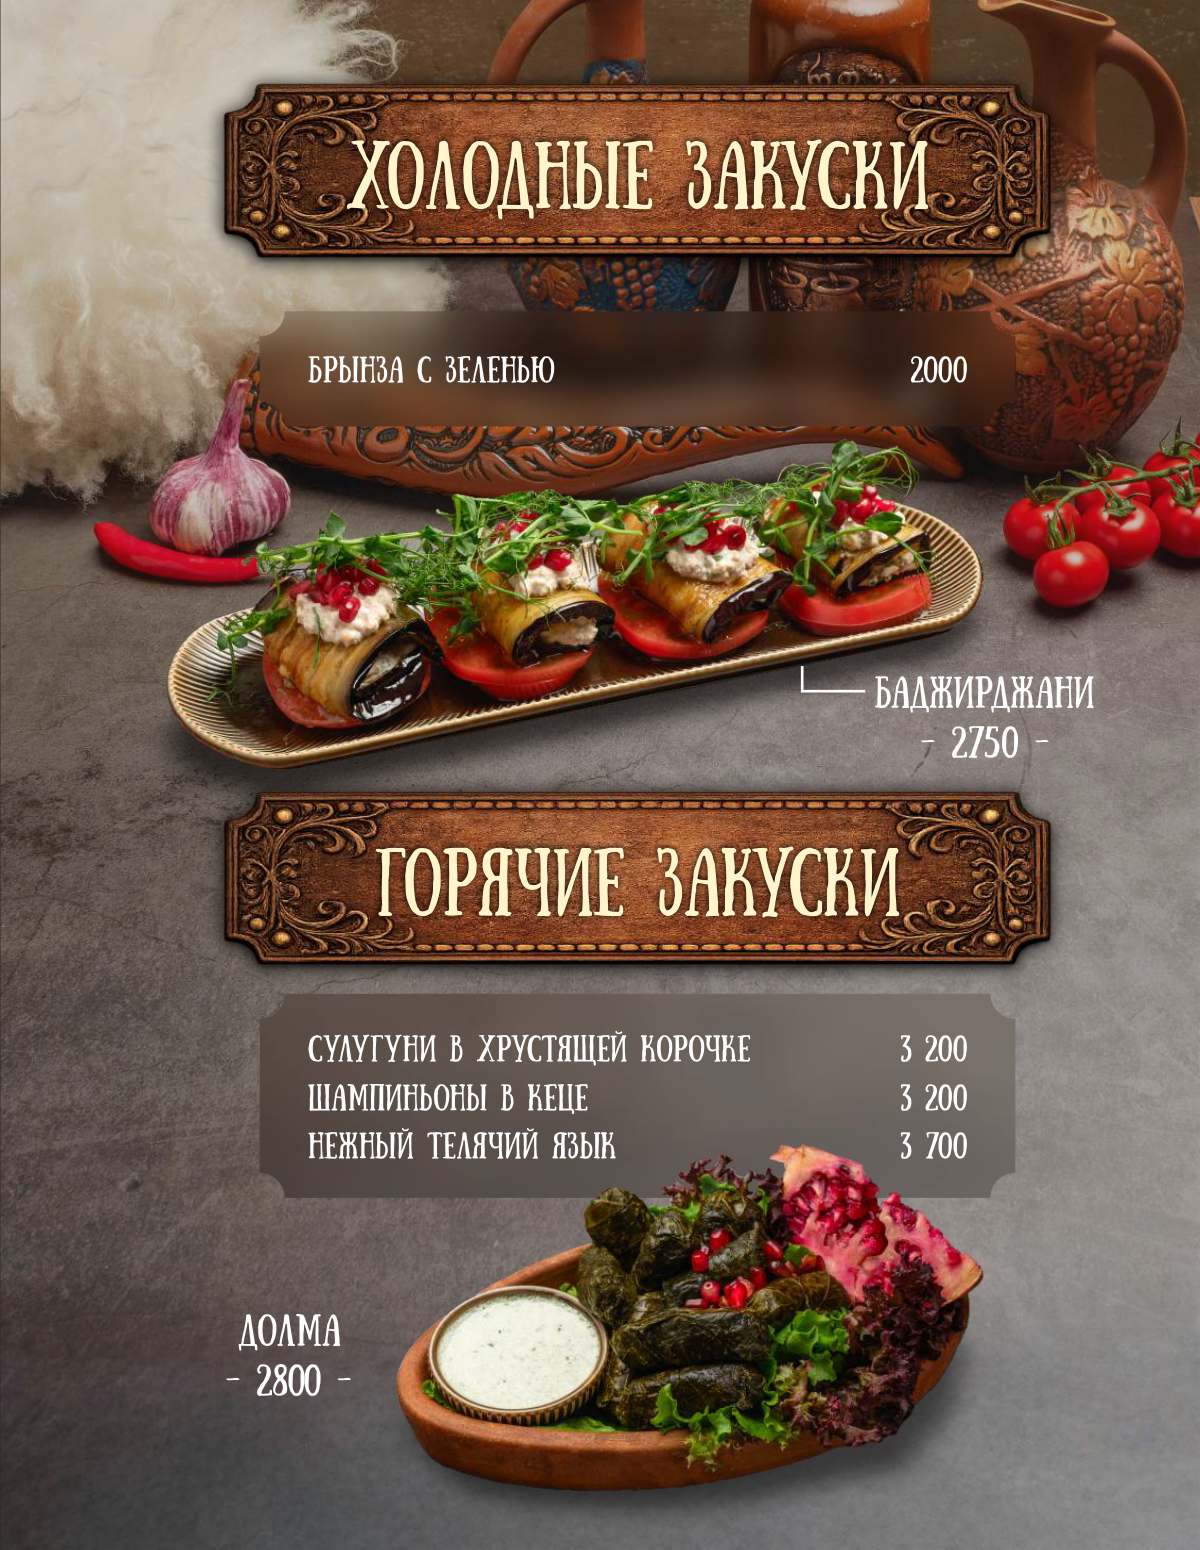 ХОЛОДНЫЕ ЗАКУСКИ
БРЫНЗА С ЗЕЛЕНЬЮ 2000
БАДЖИРДЖАНИ
- 2750 -
ГОРЯЧИЕ ЗАКУСКИ
СУЛУГУНИ В ХРУСТЯЩЕЙ КОРОЧКЕ 3 200
ШАМПИНЬОНЫ В КЕЦЕ 3 200
НЕЖНЫЙ ТЕЛЯЧИЙ ЯЗЫК 3 700
ДОЛМА
- 2800 -